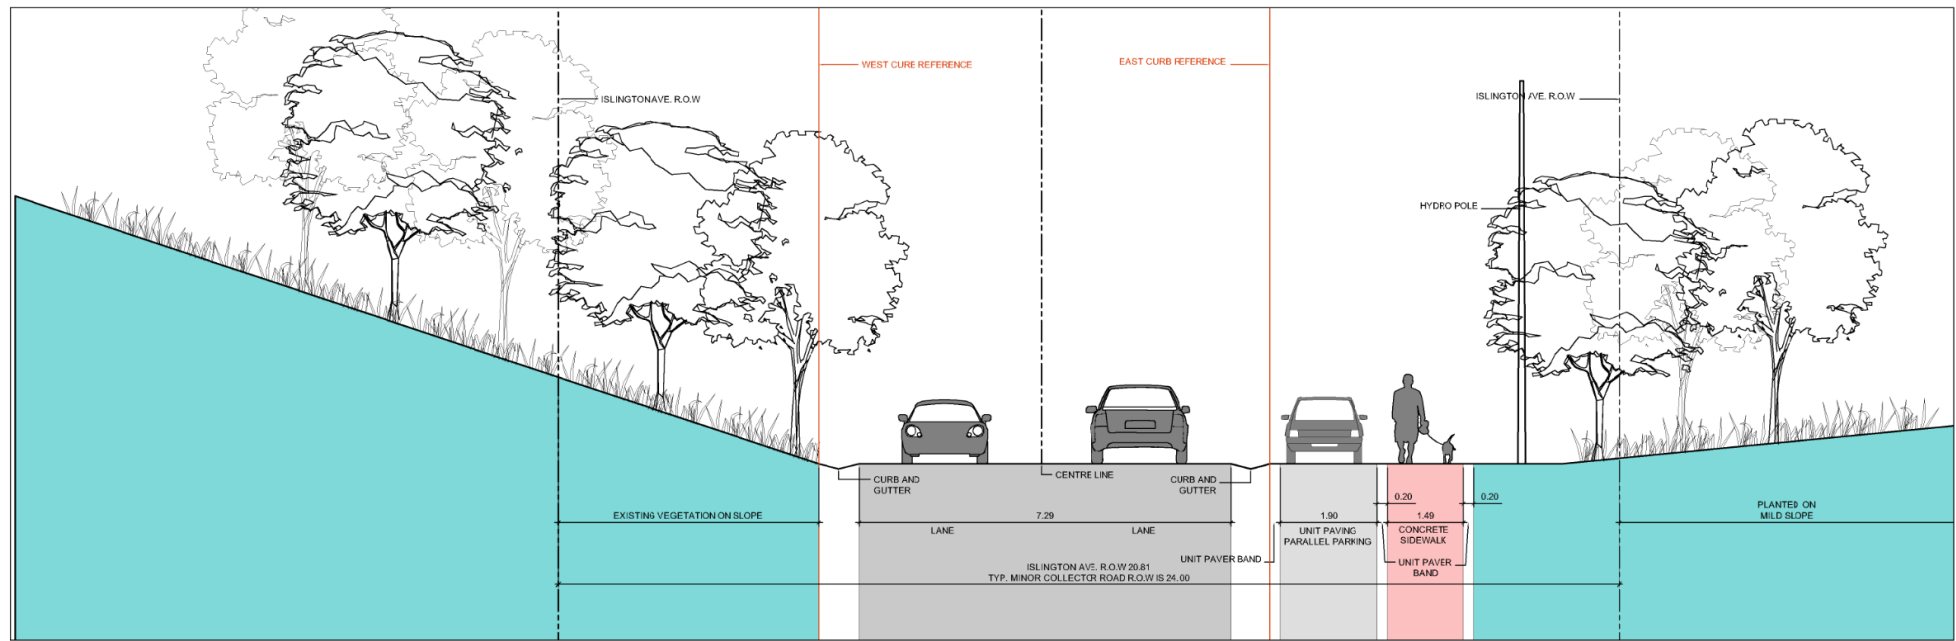 WEST CURB REFERENCE
EAST CURB REFERENCE
ISLINGTON AVE. R.O.W
ISLINGTON AVE. R.O.W
HYDRO POLE
CURB AND
GUTTER
CENTRE LINE
CURB AND
GUTTER
0.20
0.20
EXISTING VEGETATION ON SLOPE
7.29
1.90
1.49
PLANTED ON
MILD SLOPE
LANE
LANE
UNIT PAVING
PARALLEL PARKING
CONCRETE
SIDEWALK
UNIT PAVER BAND
UNIT PAVER
BAND
ISLINGTON AVE. R.O.W 20.81
TYP. MINOR COLLECTOR ROAD R.O.W IS 24.00